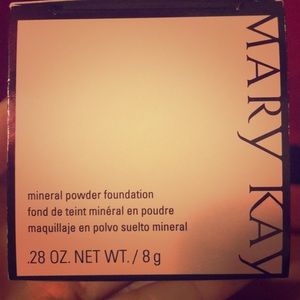 MARY KAY
mineral powder foundation
fond de teint minéral en poudre
maquillaje en polvo suelto mineral
.28 OZ. NET WT. / 8 g